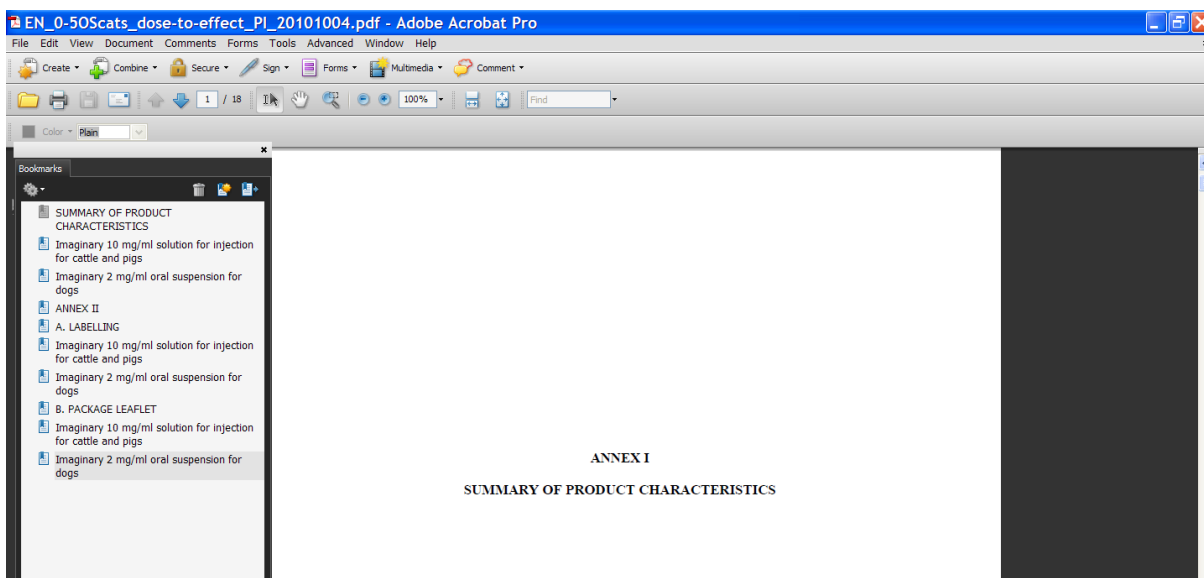 EN_0-5OScats_dose-to-effect_PI_20101004.pdf - Adobe Acrobat Pro
File Edit View Document Comments Forms Tools Advanced Window Help
Create Combine Secure Sign Forms Multimedia Comment
1 / 18 100% Find
Color Plain
Bookmarks
SUMMARY OF PRODUCT
CHARACTERISTICS
Imaginary 10 mg/ml solution for injection
for cattle and pigs
Imaginary 2 mg/ml oral suspension for
dogs
ANNEX II
A. LABELLING
Imaginary 10 mg/ml solution for injection
for cattle and pigs
Imaginary 2 mg/ml oral suspension for
dogs
B. PACKAGE LEAFLET
Imaginary 10 mg/ml solution for injection
for cattle and pigs
Imaginary 2 mg/ml oral suspension for
dogs
ANNEX I
SUMMARY OF PRODUCT CHARACTERISTICS